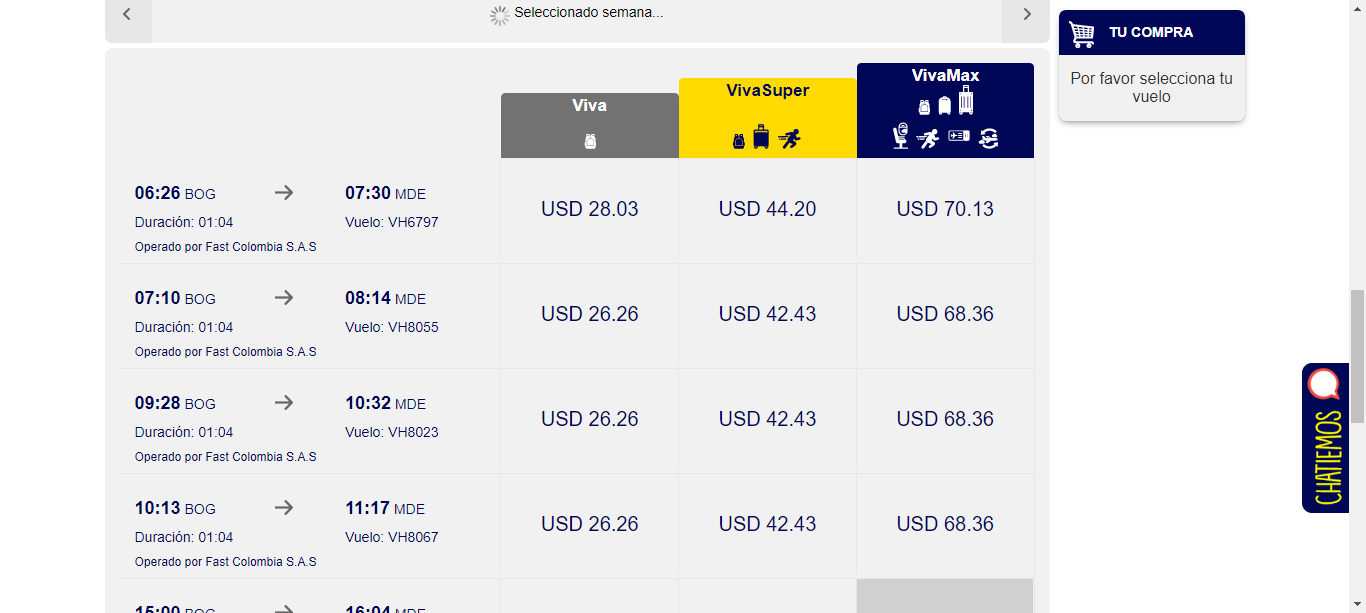 Seleccionado semana...
TU COMPRA
Por favor selecciona tu
vuelo
Viva
VivaSuper
VivaMax
06:26 BOG
07:30 MDE
Duración: 01:04
Vuelo: VH6797
Operado por Fast Colombia S.A.S
USD 28.03
USD 44.20
USD 70.13
07:10 BOG
08:14 MDE
Duración: 01:04
Vuelo: VH8055
Operado por Fast Colombia S.A.S
USD 26.26
USD 42.43
USD 68.36
09:28 BOG
10:32 MDE
Duración: 01:04
Vuelo: VH8023
Operado por Fast Colombia S.A.S
USD 26.26
USD 42.43
USD 68.36
10:13 BOG
11:17 MDE
Duración: 01:04
Vuelo: VH8067
Operado por Fast Colombia S.A.S
USD 26.26
USD 42.43
USD 68.36
15:00 BOG
16:04 MDE
CHATIEMOS